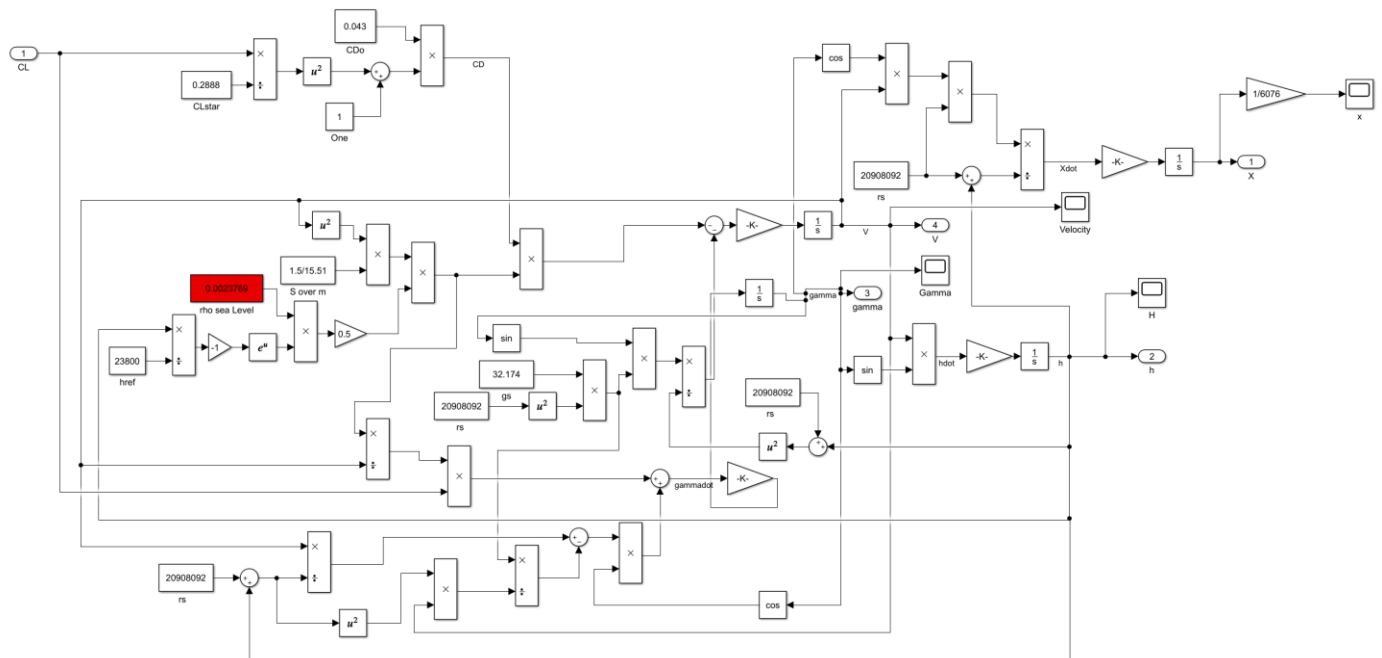 1
CL
0.2888
CLstar
×
÷
u²
0.043
CDo
1
One
+
+
×
CD
cos
×
×
20908092
rs
+
+
×
÷
Xdot
-K-
1/s
1/6076
x
1
X
u²
1.5/15.51
S over m
×
×
0.0023769
rho sea Level
23800
href
×
÷
-1
eᵘ
×
0.5
×
-
-
-K-
1/s
V
4
V
Velocity
1/s
gamma
3
gamma
Gamma
sin
32.174
gs
20908092
rs
u²
×
×
×
÷
20908092
rs
+
+
u²
sin
×
hdot
-K-
1/s
h
H
2
h
×
÷
×
+
+
gammadot
-K-
20908092
rs
+
+
×
÷
u²
×
×
÷
+
-
×
cos